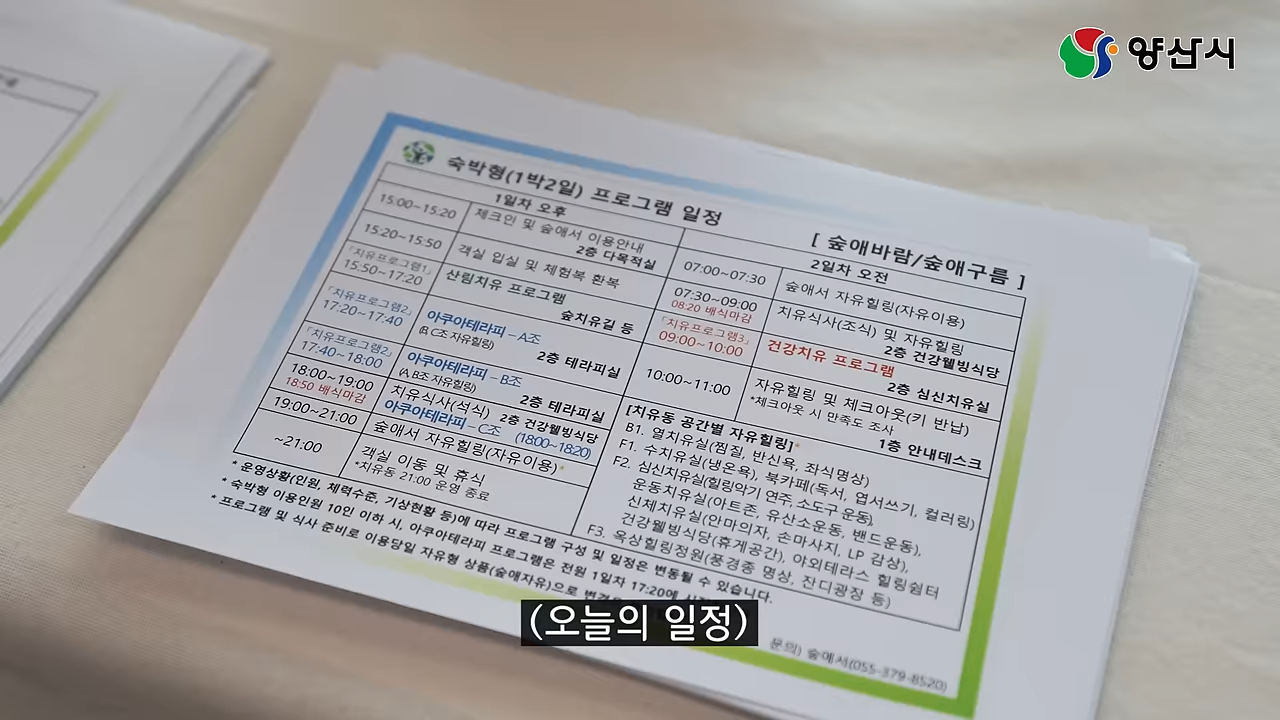 양산시
숙박형(1박2일) 프로그램 일정
[ 숲애바람/숲애구름 ]
1일차 오후
15:00~15:20
체크인 및 숲애서 이용안내
2층 다목적실
15:20~15:50
객실 입실 및 체험복 환복
「치유프로그램1」
15:50~17:20
산림치유 프로그램
숲치유길 등
「치유프로그램2」
17:20~17:40
아쿠아테라피 – A조
(B, C조 자유힐링)
2층 테라피실
「치유프로그램2」
17:40~18:00
아쿠아테라피 – B조
(A, B조 자유힐링)
2층 테라피실
18:00~19:00
18:50 배식마감
치유식사(석식)
2층 건강웰빙식당
아쿠아테라피 – C조 (18:00~18:20)
19:00~21:00
숲애서 자유힐링(자유이용)*
~21:00
객실 이동 및 휴식
*치유동 21:00 운영 종료
2일차 오전
07:00~07:30
숲애서 자유힐링(자유이용)
07:30~09:00
08:20 배식마감
치유식사(조식) 및 자유힐링
2층 건강웰빙식당
「치유프로그램3」
09:00~10:00
건강치유 프로그램
2층 심신치유실
10:00~11:00
자유힐링 및 체크아웃(키 반납)
*체크아웃 시 만족도 조사
1층 안내데스크
[치유동 공간별 자유힐링]*
B1. 열치유실(찜질, 반신욕, 좌식명상)
F1. 수치유실(냉온욕), 북카페(독서, 엽서쓰기, 컬러링)
F2. 심신치유실(힐링악기 연주, 소도구 운동),
운동치유실(아트존, 유산소운동, 밴드운동),
신체치유실(안마의자, 손마사지, LP 감상),
건강웰빙식당(휴게공간), 야외테라스 힐링쉼터
F3. 옥상힐링정원(풍경종 명상, 잔디광장 등)
* 운영상황(인원, 체력수준, 기상현황 등)에 따라 프로그램 구성 및 일정은 변동될 수 있습니다.
* 숙박형 이용인원 10인 이하 시, 아쿠아테라피 프로그램은 전원 1일차 17:20에
* 프로그램 및 식사 준비로 이용당일 자유형 상품(숲애자유)으로
문의) 숲애서(055-379-8520)
(오늘의 일정)